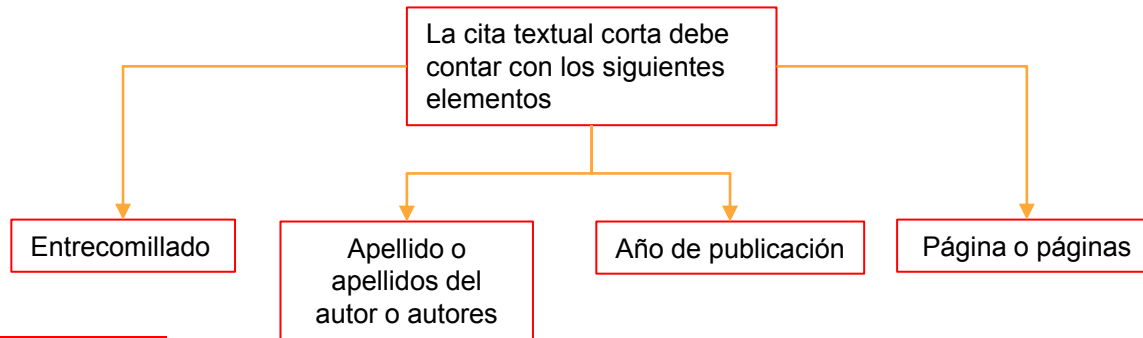 La cita textual corta debe
contar con los siguientes
elementos
Entrecomillado
Apellido o
apellidos del
autor o autores
Año de publicación
Página o páginas